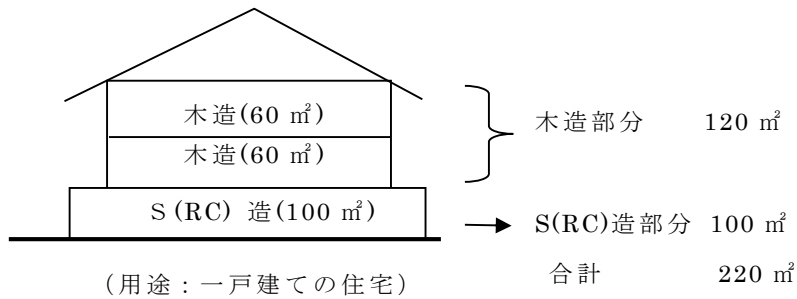 木造(60 ㎡)
木造(60 ㎡)
S(RC) 造(100 ㎡)
木造部分 120 ㎡
S(RC)造部分 100 ㎡
合計 220 ㎡
(用途:一戸建ての住宅)